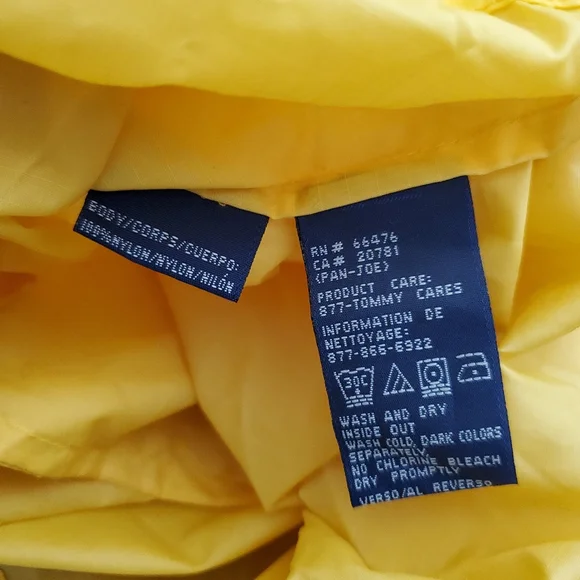 BODY/CORPS/CUERPO:
100%NYLON/NYLON/NILÓN
RN# 66476
CA# 20781
(PAN-JOE)
PRODUCT CARE:
877-TOMMY CARES
INFORMATION DE
NETTOYAGE:
877-866-6922
30C
WASH AND DRY
INSIDE OUT
WASH COLD, DARK COLORS
SEPARATELY,
NO CHLORINE BLEACH
DRY PROMPTLY
VERSO/AL REVERSO